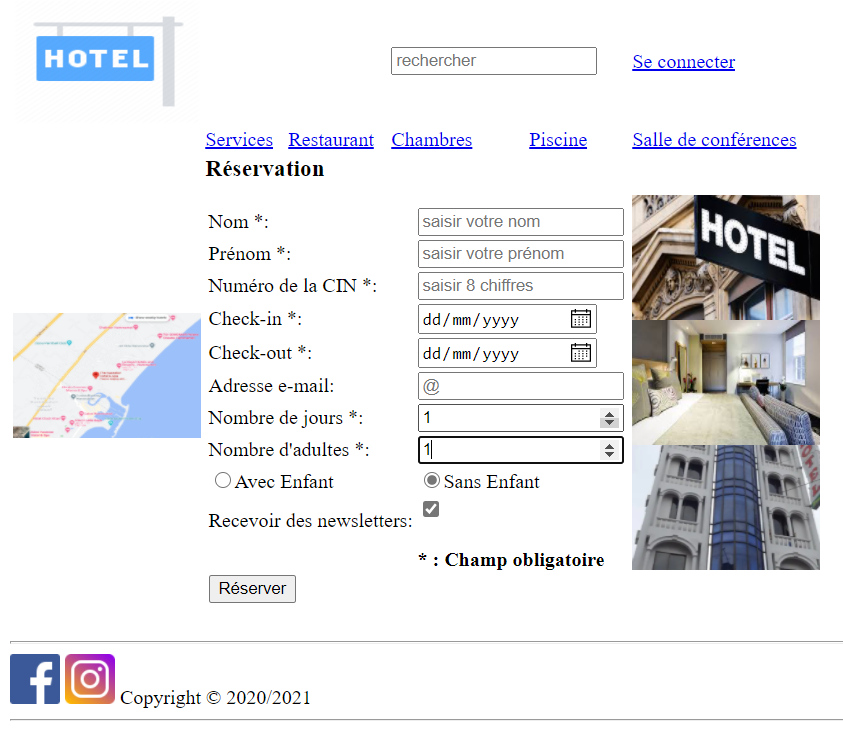 HOTEL
rechercher
Se connecter
Services Restaurant Chambres Piscine Salle de conférences
Réservation
Nom *: saisir votre nom
Prénom *: saisir votre prénom
Numéro de la CIN *: saisir 8 chiffres
Check-in *: dd/mm/yyyy
Check-out *: dd/mm/yyyy
Adresse e-mail: @
Nombre de jours *: 1
Nombre d'adultes *: 1
Avec Enfant Sans Enfant
Recevoir des newsletters:
* : Champ obligatoire
Réserver
HOTEL
Copyright © 2020/2021